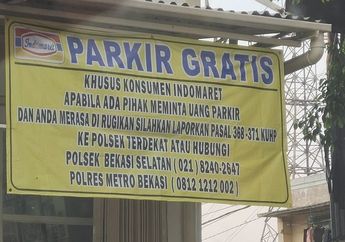 Indomaret
PARKIR GRATIS
KHUSUS KONSUMEN INDOMARET
APABILA ADA PIHAK MEMINTA UANG PARKIR
DAN ANDA MERASA DI RUGIKAN SILAHKAN LAPORKAN PASAL 368-371 KUHP
KE POLSEK TERDEKAT ATAU HUBUNGI
POLSEK BEKASI SELATAN ( 021 ) 8240-2647
POLRES METRO BEKASI ( 0812 1212 002 )